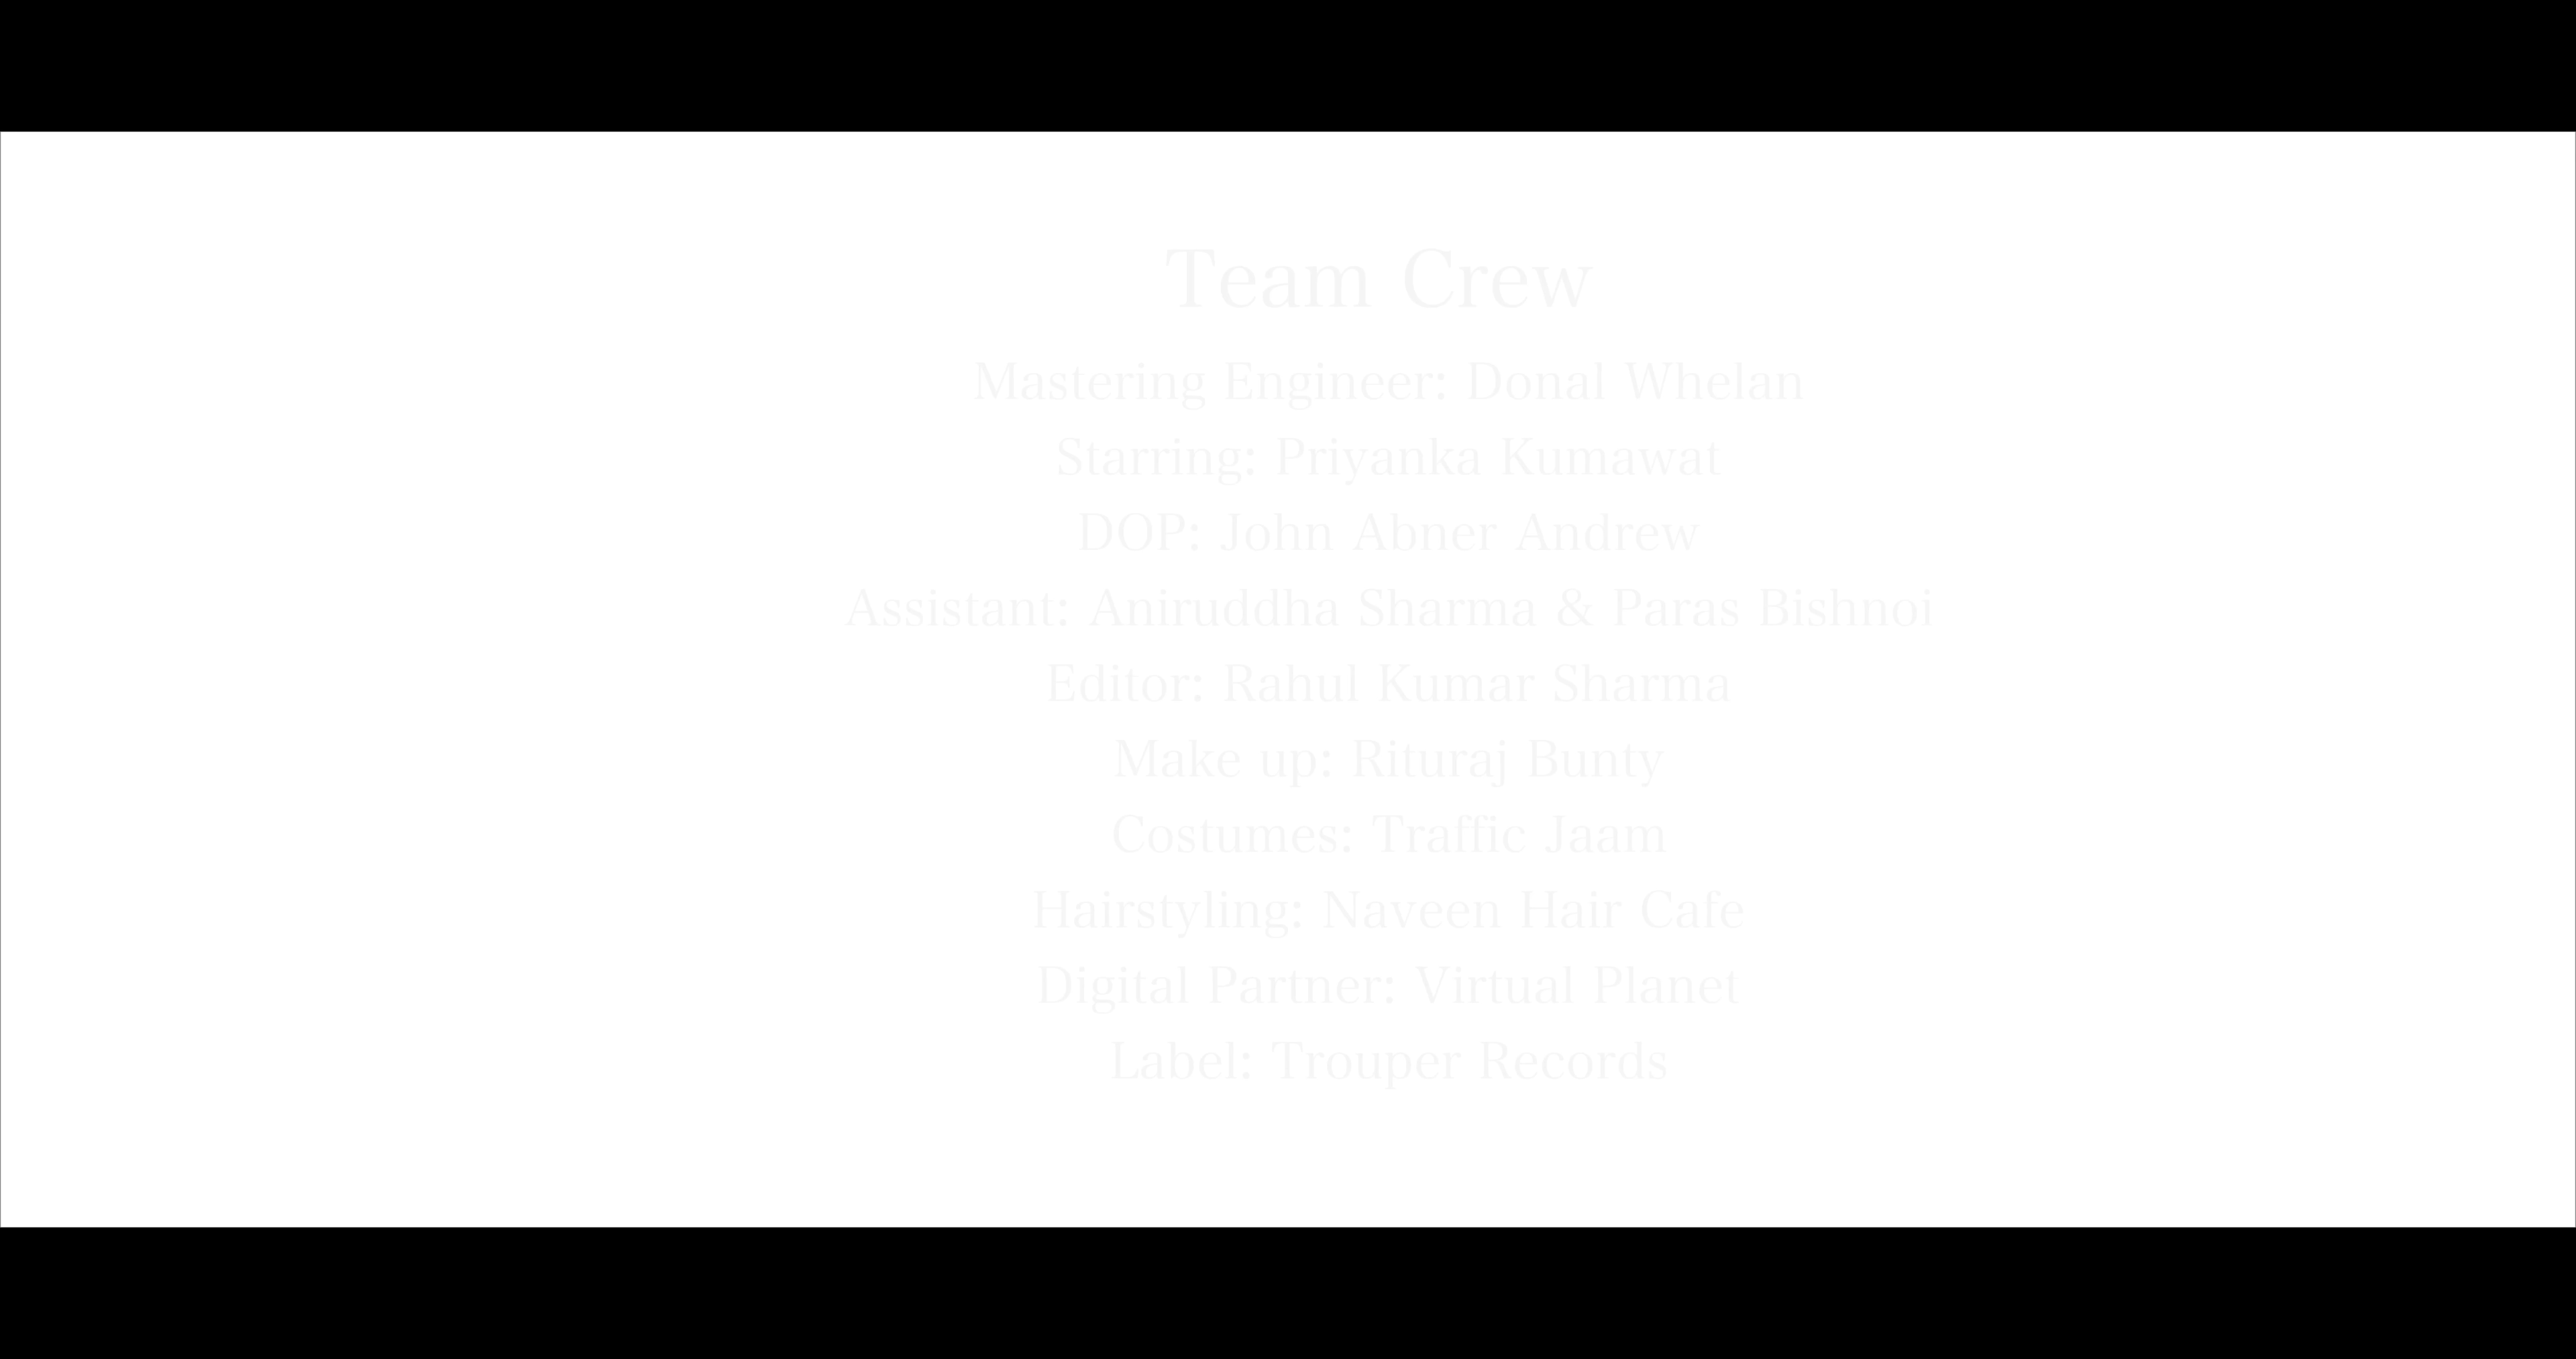 Team Crew
Mastering Engineer: Donal Whelan
Starring: Priyanka Kumawat
DOP: John Abner Andrew
Assistant: Aniruddha Sharma & Paras Bishnoi
Editor: Rahul Kumar Sharma
Make up: Rituraj Bunty
Costumes: Traffic Jaam
Hairstyling: Naveen Hair Cafe
Digital Partner: Virtual Planet
Label: Trouper Records